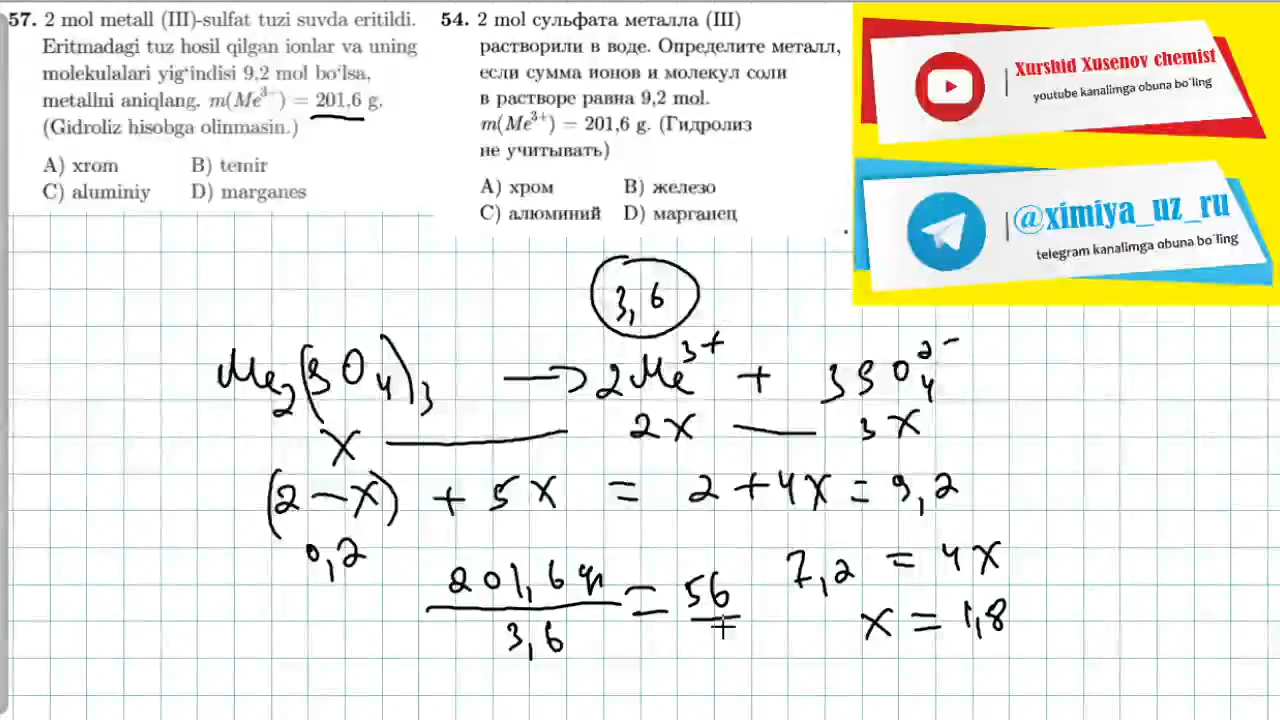 57. 2 mol metall (III)-sulfat tuzi suvda eritildi.
Eritmadagi tuz hosil qilgan ionlar va uning
molekulalari yig'indisi 9,2 mol bo'lsa,
metallni aniqlang. m(Me³⁺) = 201,6 g.
(Gidroliz hisobga olinmasin.)
A) xrom B) temir
C) aluminiy D) marganes
54. 2 mol сульфата металла (III)
растворили в воде. Определите металл,
если сумма ионов и молекул соли
в растворе равна 9,2 mol.
m(Me³⁺) = 201,6 g. (Гидролиз
не учитывать)
A) хром B) железо
C) алюминий D) марганец
Xurshid Xusenov chemist
youtube kanalimga obuna bo`ling
@ximiya_uz_ru
telegram kanalimga obuna bo`ling
3,6
Me₂(SO₄)₃ → 2Me³⁺ + 3SO₄²⁻
X 2X 3X
(2 – X) + 5X = 2 + 4X = 9,2
0,2
7,2 = 4X
201,6 = 56
3,6
X = 1,8